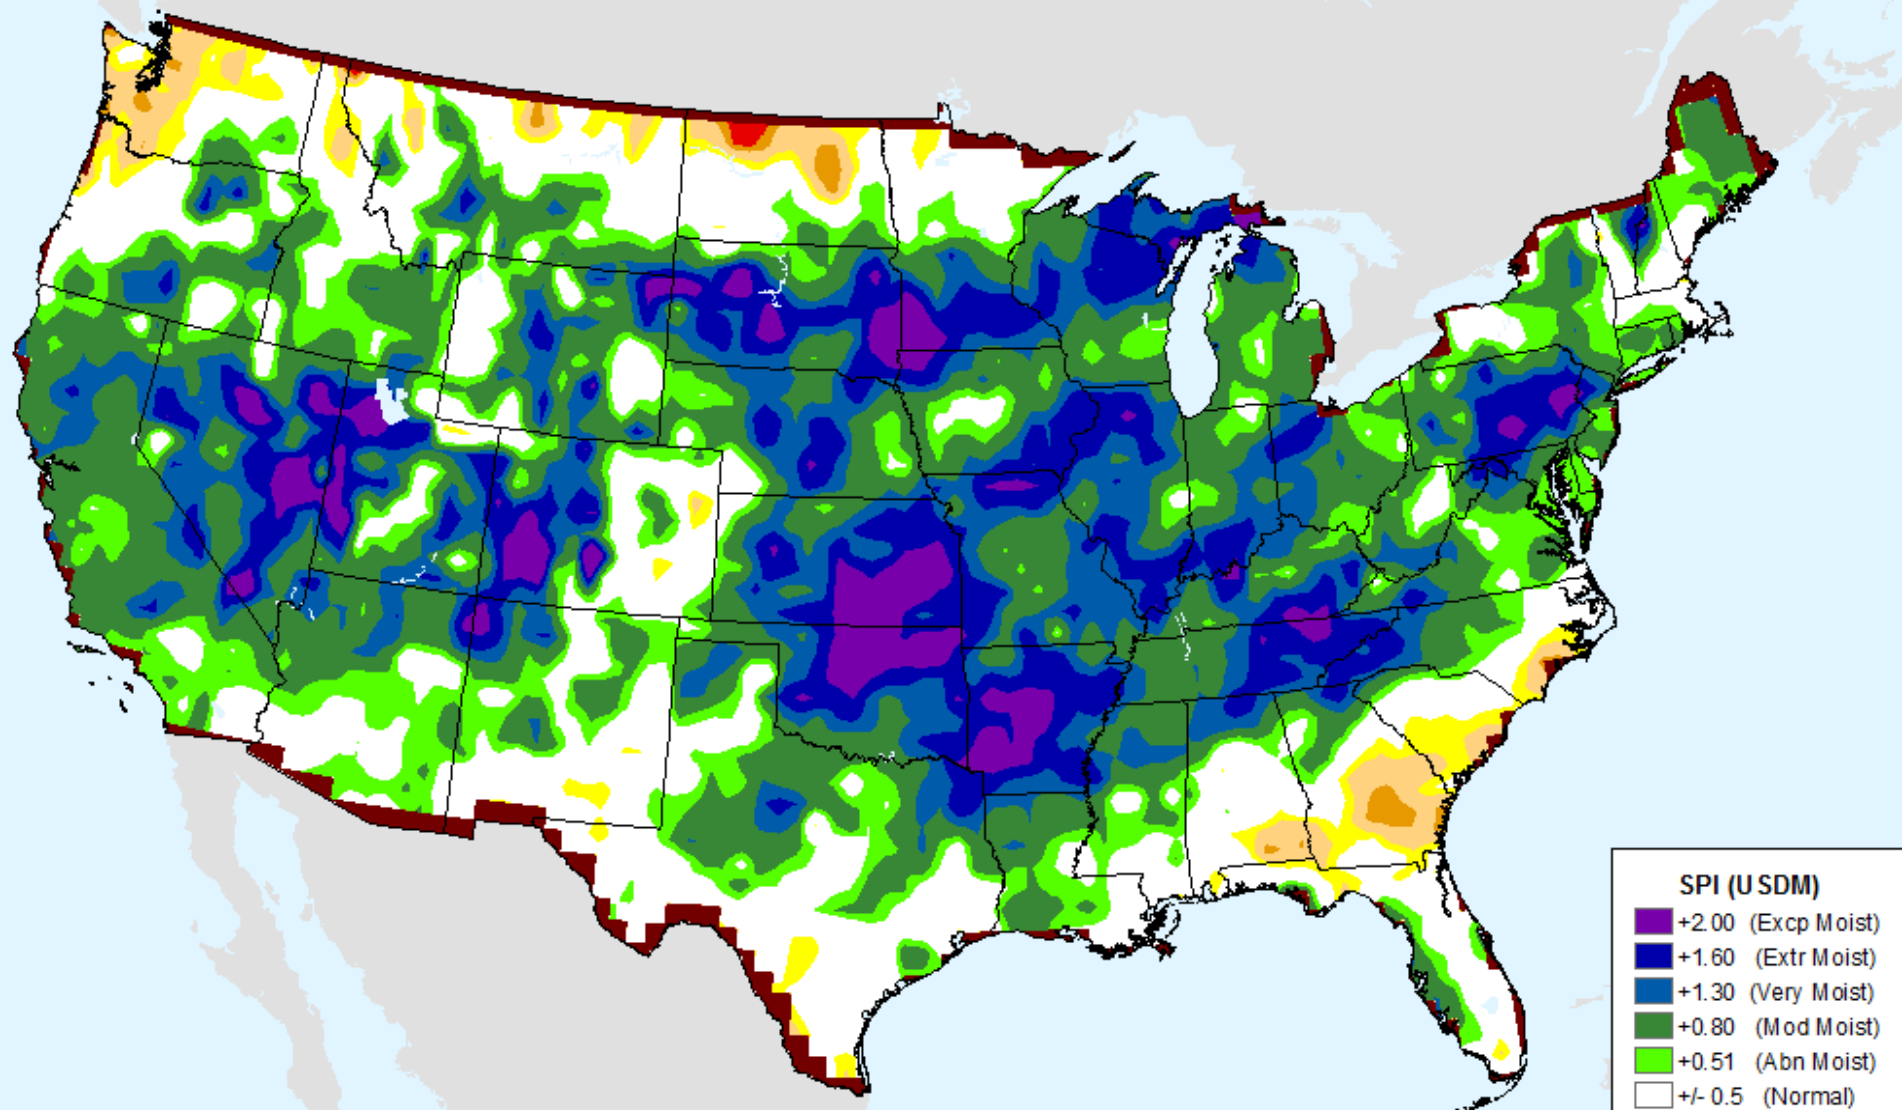 SPI (USDM)
+2.00 (Excp Moist)
+1.60 (Extr Moist)
+1.30 (Very Moist)
+0.80 (Mod Moist)
+0.51 (Abn Moist)
+/- 0.5 (Normal)